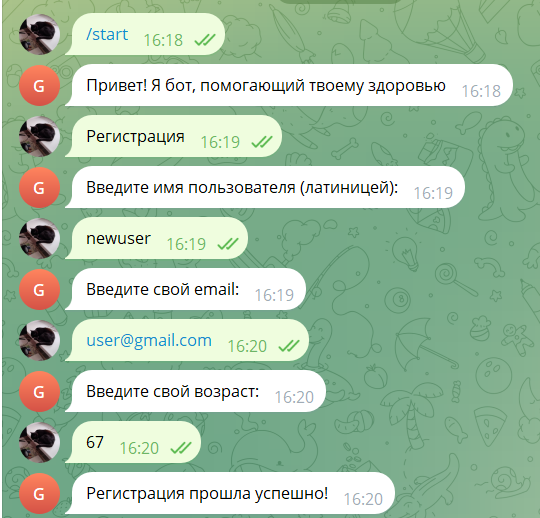 /start 16:18
G Привет! Я бот, помогающий твоему здоровью 16:18
Регистрация 16:19
G Введите имя пользователя (латиницей): 16:19
newuser 16:19
G Введите свой email: 16:19
user@gmail.com 16:20
G Введите свой возраст: 16:20
67 16:20
G Регистрация прошла успешно! 16:20